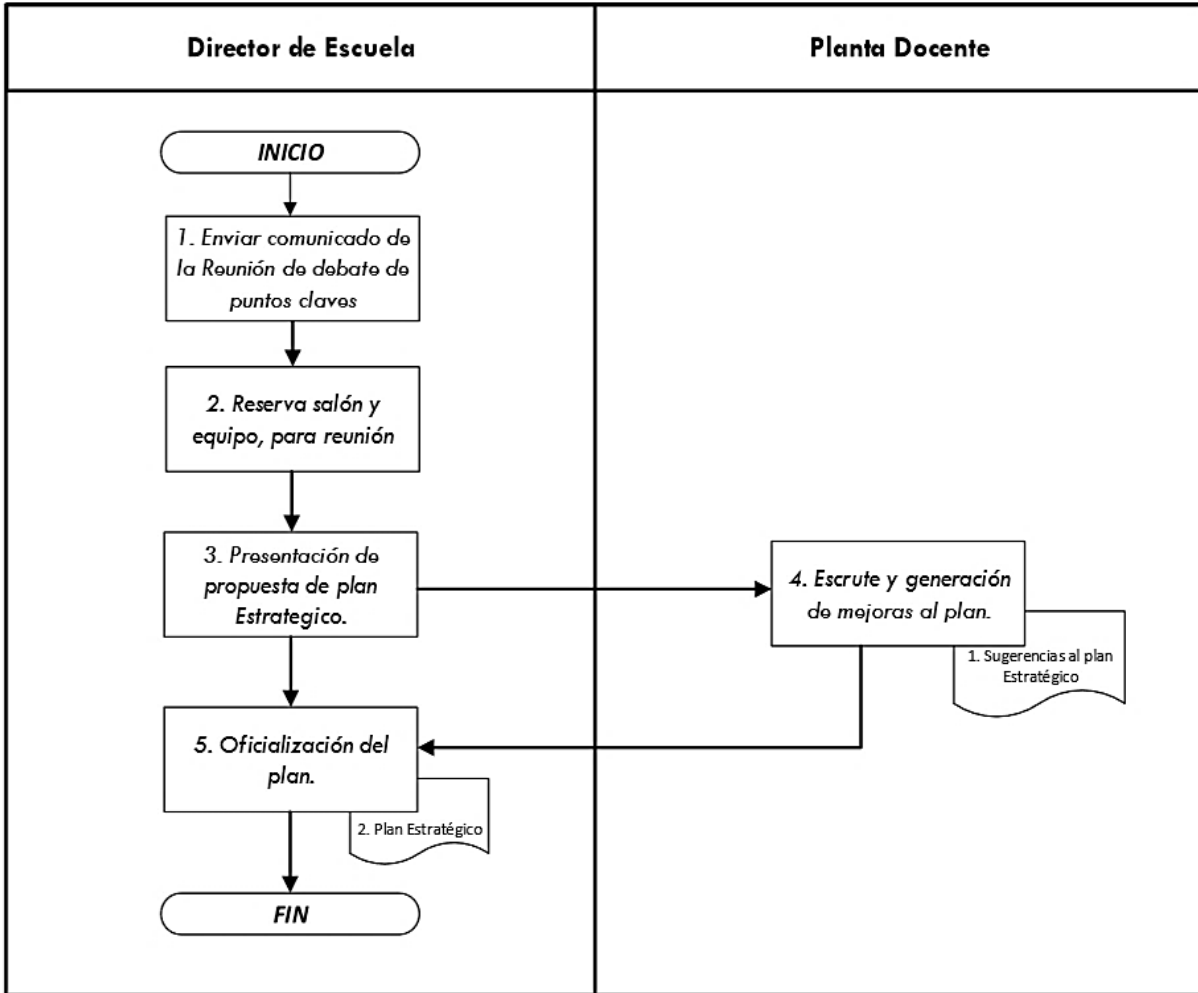 Director de Escuela
Planta Docente
INICIO
1. Enviar comunicado de
la Reunión de debate de
puntos claves
2. Reserva salón y
equipo, para reunión
3. Presentación de
propuesta de plan
Estrategico.
4. Escrute y generación
de mejoras al plan.
1. Sugerencias al plan
Estratégico
5. Oficialización del
plan.
2. Plan Estratégico
FIN